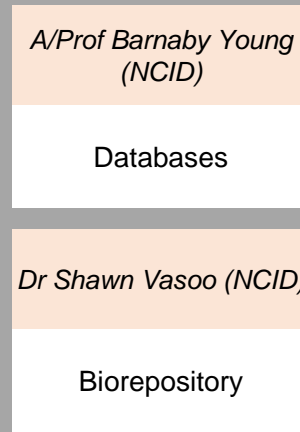 A/Prof Barnaby Young
(NCID)
Databases
Dr Shawn Vasoo (NCID)
Biorepository